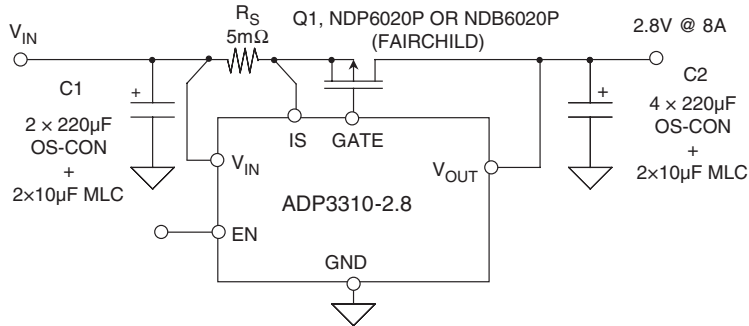 R_S
5mΩ
Q1, NDP6020P OR NDB6020P
(FAIRCHILD)
2.8V @ 8A
V_IN
C1
+
2 × 220µF
OS-CON
+
2×10µF MLC
IS
GATE
V_IN
V_OUT
ADP3310-2.8
EN
GND
+
C2
4 × 220µF
OS-CON
+
2×10µF MLC